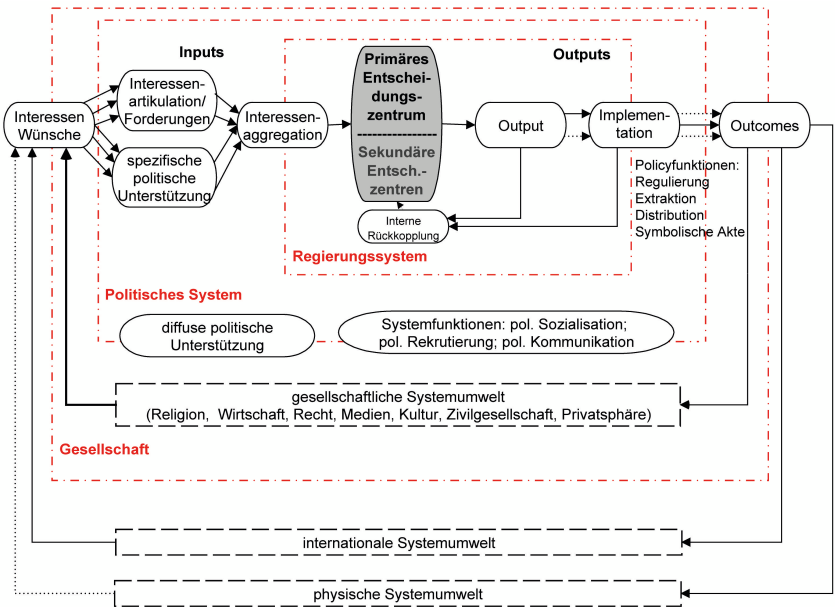 Inputs
Outputs
Interessen
Wünsche
Interessen-
artikulation/
Forderungen
spezifische
politische
Unterstützung
Interessen-
aggregation
Primäres
Entschei-
dungs-
zentrum
Sekundäre
Entsch.-
zentren
Output
Implemen-
tation
Outcomes
Interne
Rückkopplung
Policyfunktionen:
Regulierung
Extraktion
Distribution
Symbolische Akte
Regierungssystem
Politisches System
diffuse politische
Unterstützung
Systemfunktionen: pol. Sozialisation;
pol. Rekrutierung; pol. Kommunikation
gesellschaftliche Systemumwelt
(Religion, Wirtschaft, Recht, Medien, Kultur, Zivilgesellschaft, Privatsphäre)
Gesellschaft
internationale Systemumwelt
physische Systemumwelt